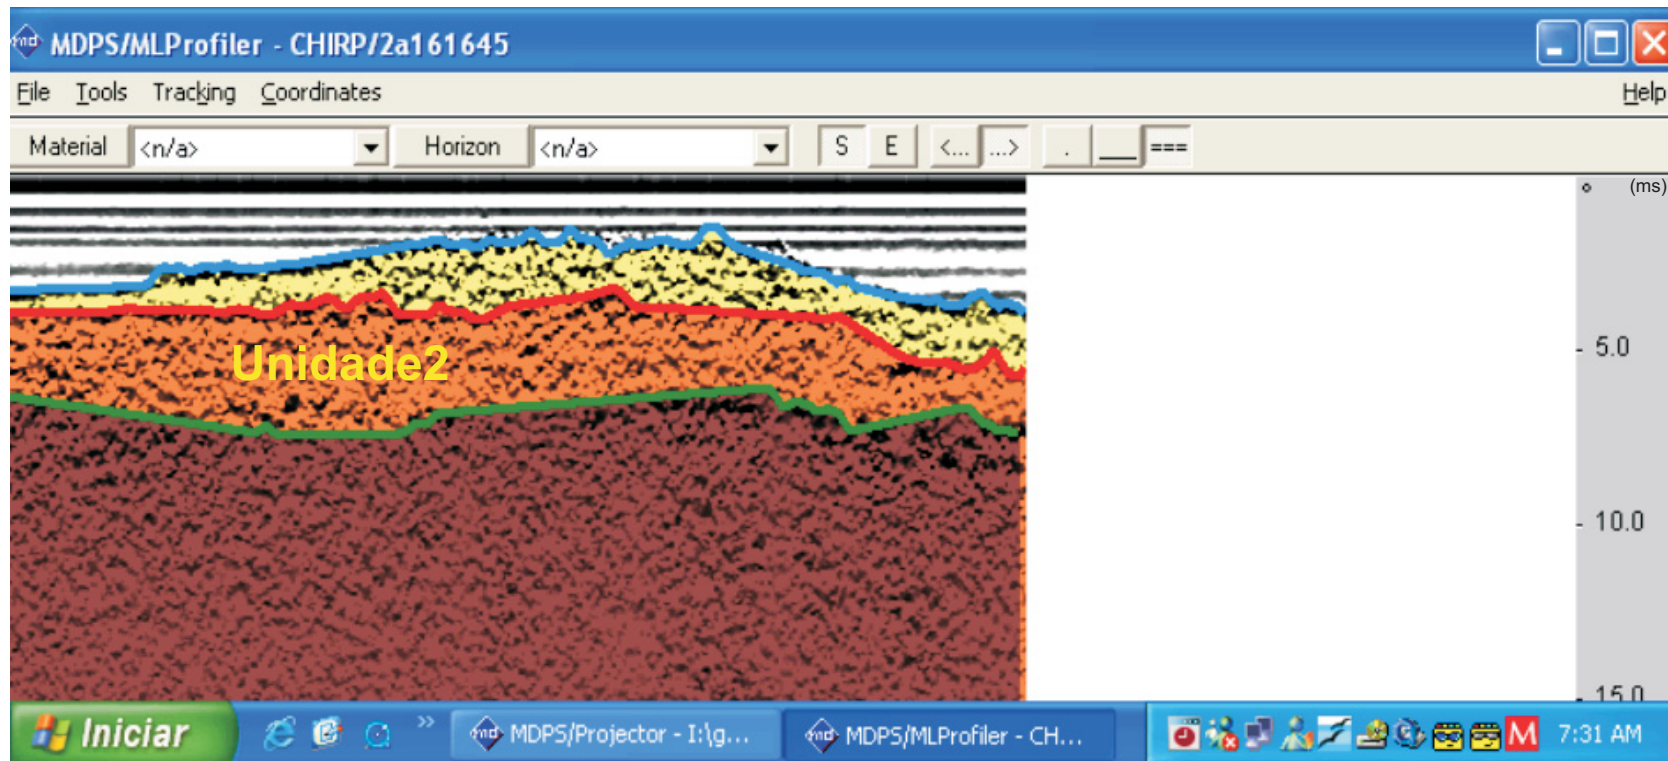 MDPS/MLProfiler - CHIRP/2a161645
File Tools Tracking Coordinates Help
Material <n/a> Horizon <n/a> S E <... ...> . ___ ===
(ms)
Unidade2
- 5.0
- 10.0
- 15.0
Iniciar » MDPS/Projector - I:\g... MDPS/MLProfiler - CH... M 7:31 AM